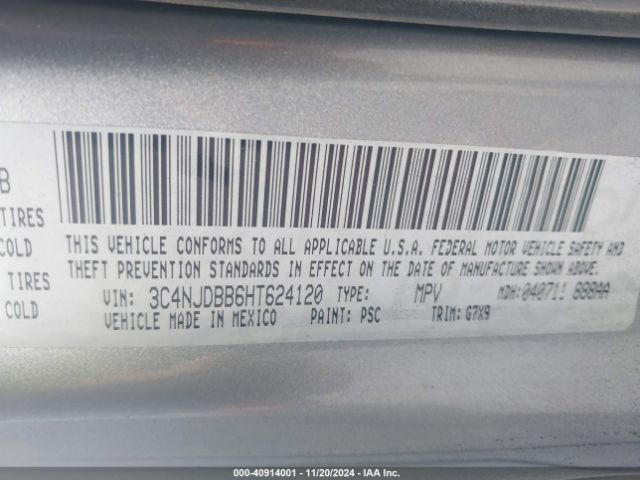 B
TIRES
COLD
TIRES
COLD
THIS VEHICLE CONFORMS TO ALL APPLICABLE U.S.A. FEDERAL MOTOR VEHICLE SAFETY AND
THEFT PREVENTION STANDARDS IN EFFECT ON THE DATE OF MANUFACTURE SHOWN ABOVE.
VIN: 3C4NJDBB6HT624120 TYPE: MPV MDH:040711 888AA
VEHICLE MADE IN MEXICO PAINT: PSC TRIM: G7X9
000-40914001 - 11/20/2024 - IAA Inc.